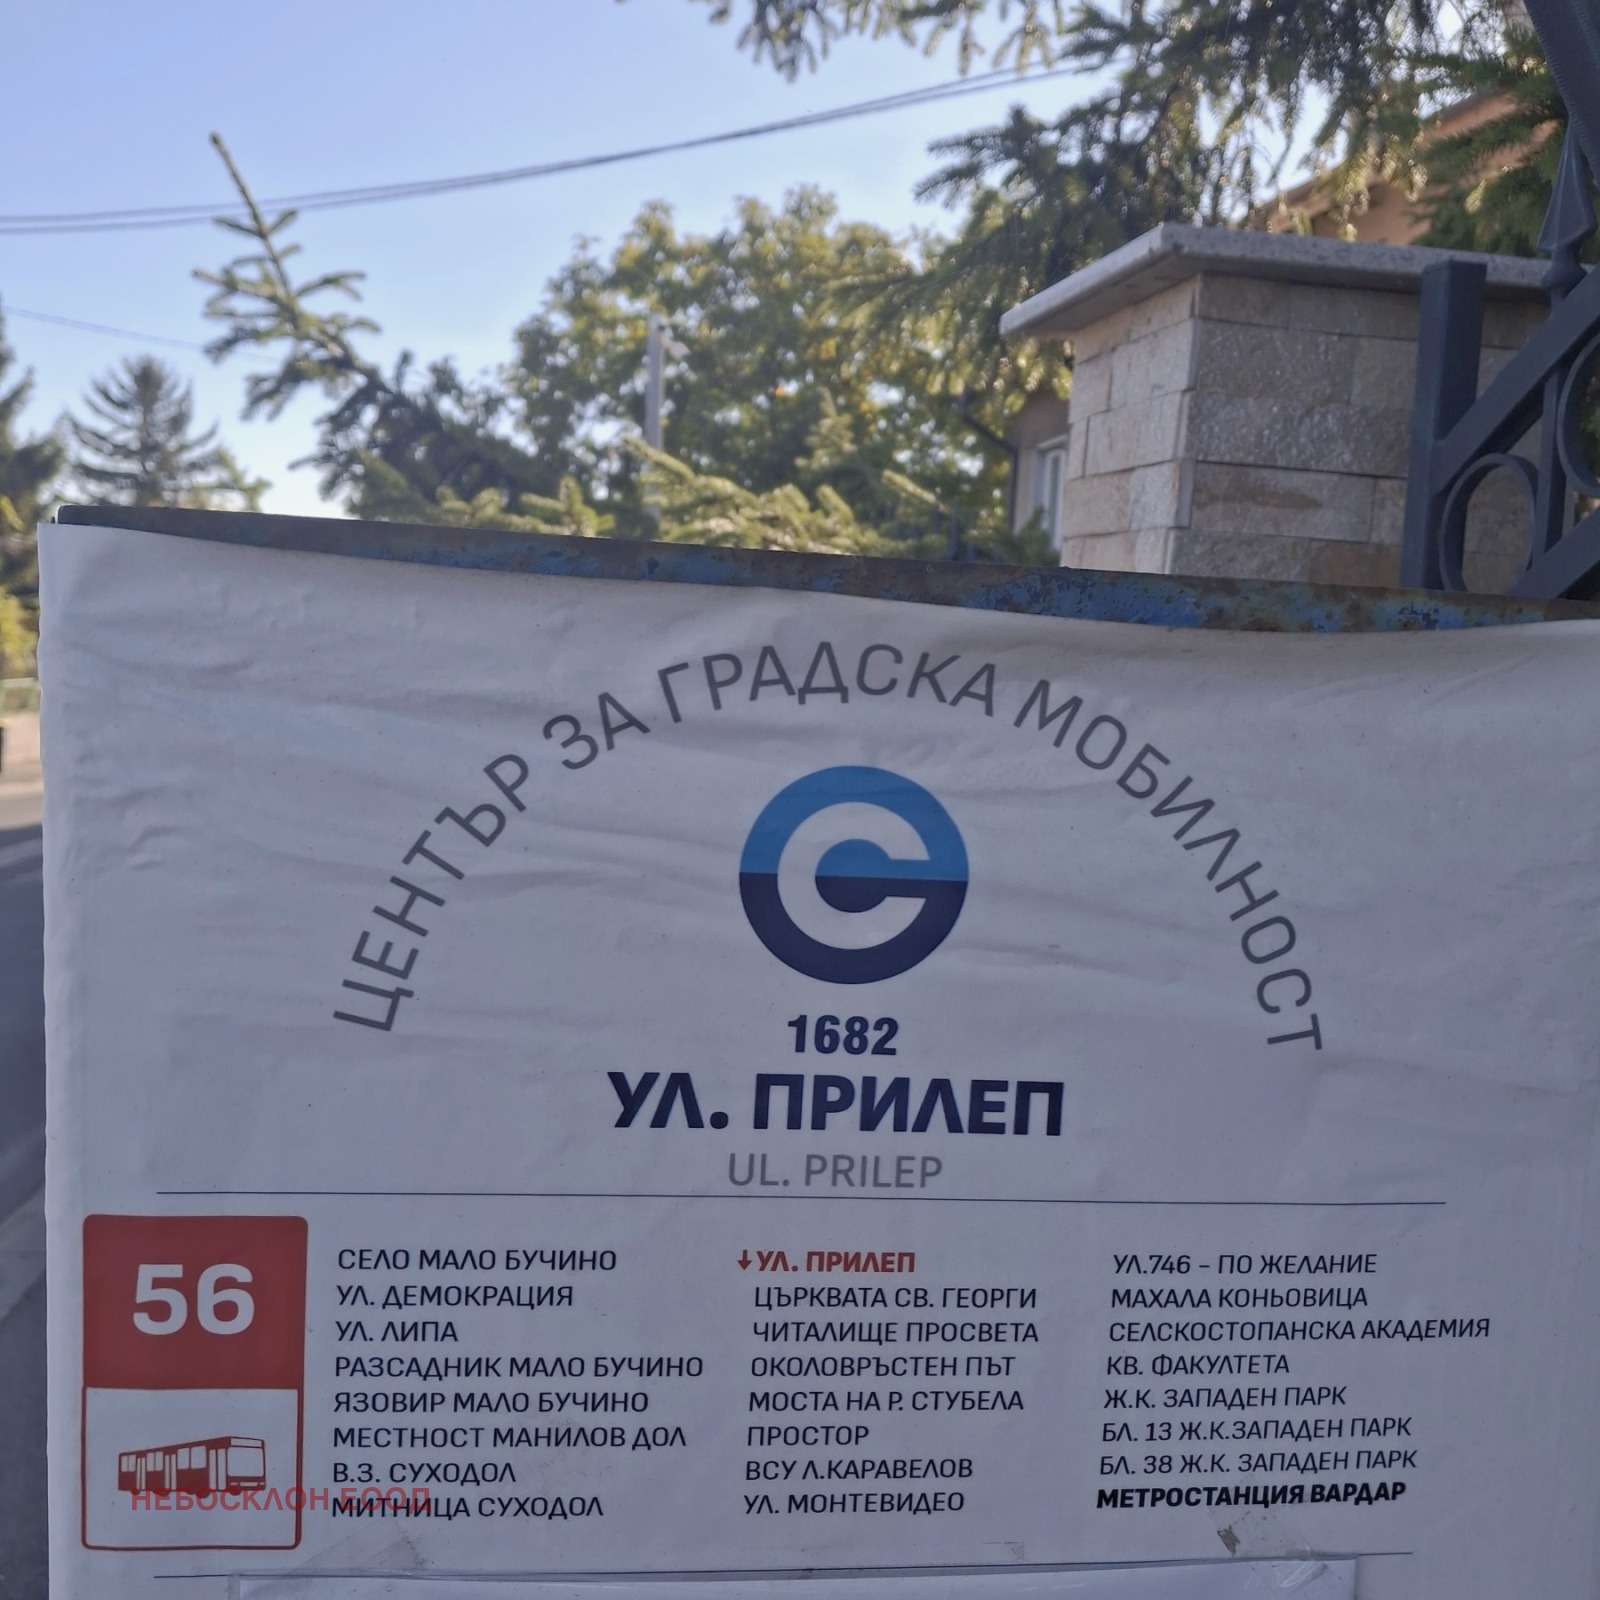 ЦЕНТЪР ЗА ГРАДСКА МОБИЛНОСТ
1682
УЛ. ПРИЛЕП
UL. PRILEP
56
СЕЛО МАЛО БУЧИНО
УЛ. ДЕМОКРАЦИЯ
УЛ. ЛИПА
РАЗСАДНИК МАЛО БУЧИНО
ЯЗОВИР МАЛО БУЧИНО
МЕСТНОСТ МАНИЛОВ ДОЛ
В.З. СУХОДОЛ
МИТНИЦА СУХОДОЛ
↓УЛ. ПРИЛЕП
ЦЪРКВАТА СВ. ГЕОРГИ
ЧИТАЛИЩЕ ПРОСВЕТА
ОКОЛОВРЪСТЕН ПЪТ
МОСТА НА Р. СТУБЕЛА
ПРОСТОР
ВСУ Л.КАРАВЕЛОВ
УЛ. МОНТЕВИДЕО
УЛ.746 - ПО ЖЕЛАНИЕ
МАХАЛА КОНЬОВИЦА
СЕЛСКОСТОПАНСКА АКАДЕМИЯ
КВ. ФАКУЛТЕТА
Ж.К. ЗАПАДЕН ПАРК
БЛ. 13 Ж.К.ЗАПАДЕН ПАРК
БЛ. 38 Ж.К. ЗАПАДЕН ПАРК
МЕТРОСТАНЦИЯ ВАРДАР
НЕБОСКЛОН ЕООД